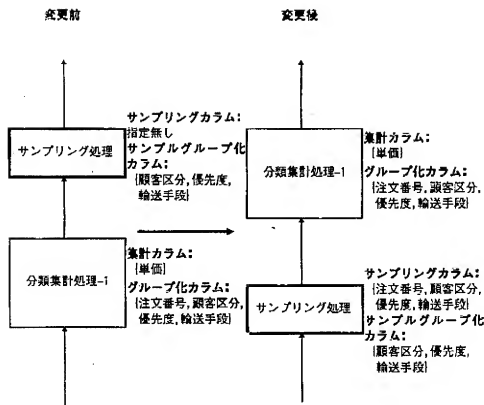 変更前
変更後
サンプリングカラム:
指定無し
サンプルグループ化
カラム:
{顧客区分, 優先度,
輸送手段}
サンプリング処理
集計カラム:
{単価}
グループ化カラム:
{注文番号, 顧客区分,
優先度, 輸送手段}
分類集計処理-1
集計カラム:
{単価}
グループ化カラム:
{注文番号, 顧客区分,
優先度, 輸送手段}
分類集計処理-1
サンプリングカラム:
{注文番号, 顧客区分,
優先度, 輸送手段}
サンプルグループ化
カラム:
{顧客区分, 優先度,
輸送手段}
サンプリング処理